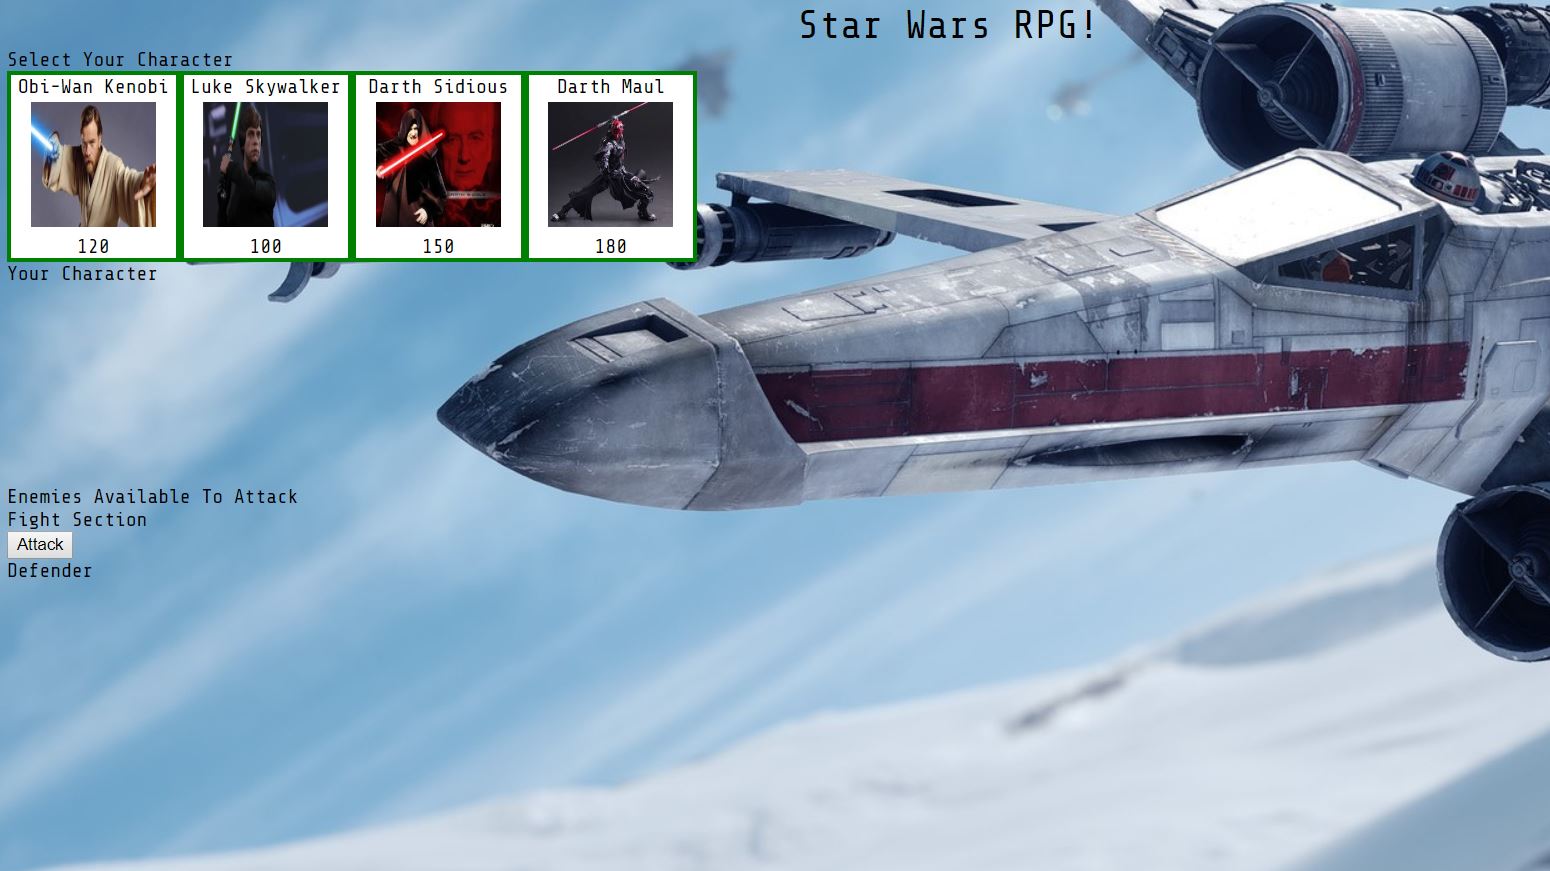 Star Wars RPG!
Select Your Character
Obi-Wan Kenobi
Luke Skywalker
Darth Sidious
Darth Maul
120
100
150
180
Your Character
Enemies Available To Attack
Fight Section
Attack
Defender